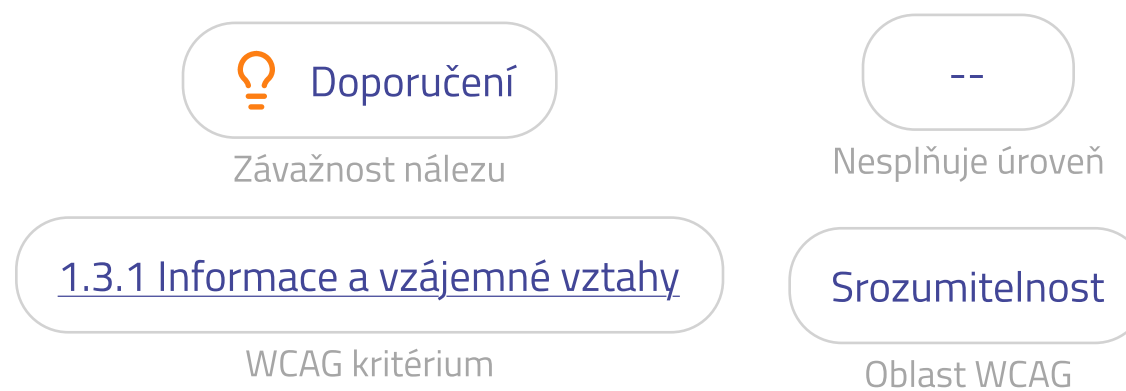 Doporučení
Závažnost nálezu
--
Nesplňuje úroveň
1.3.1 Informace a vzájemné vztahy
WCAG kritérium
Srozumitelnost
Oblast WCAG